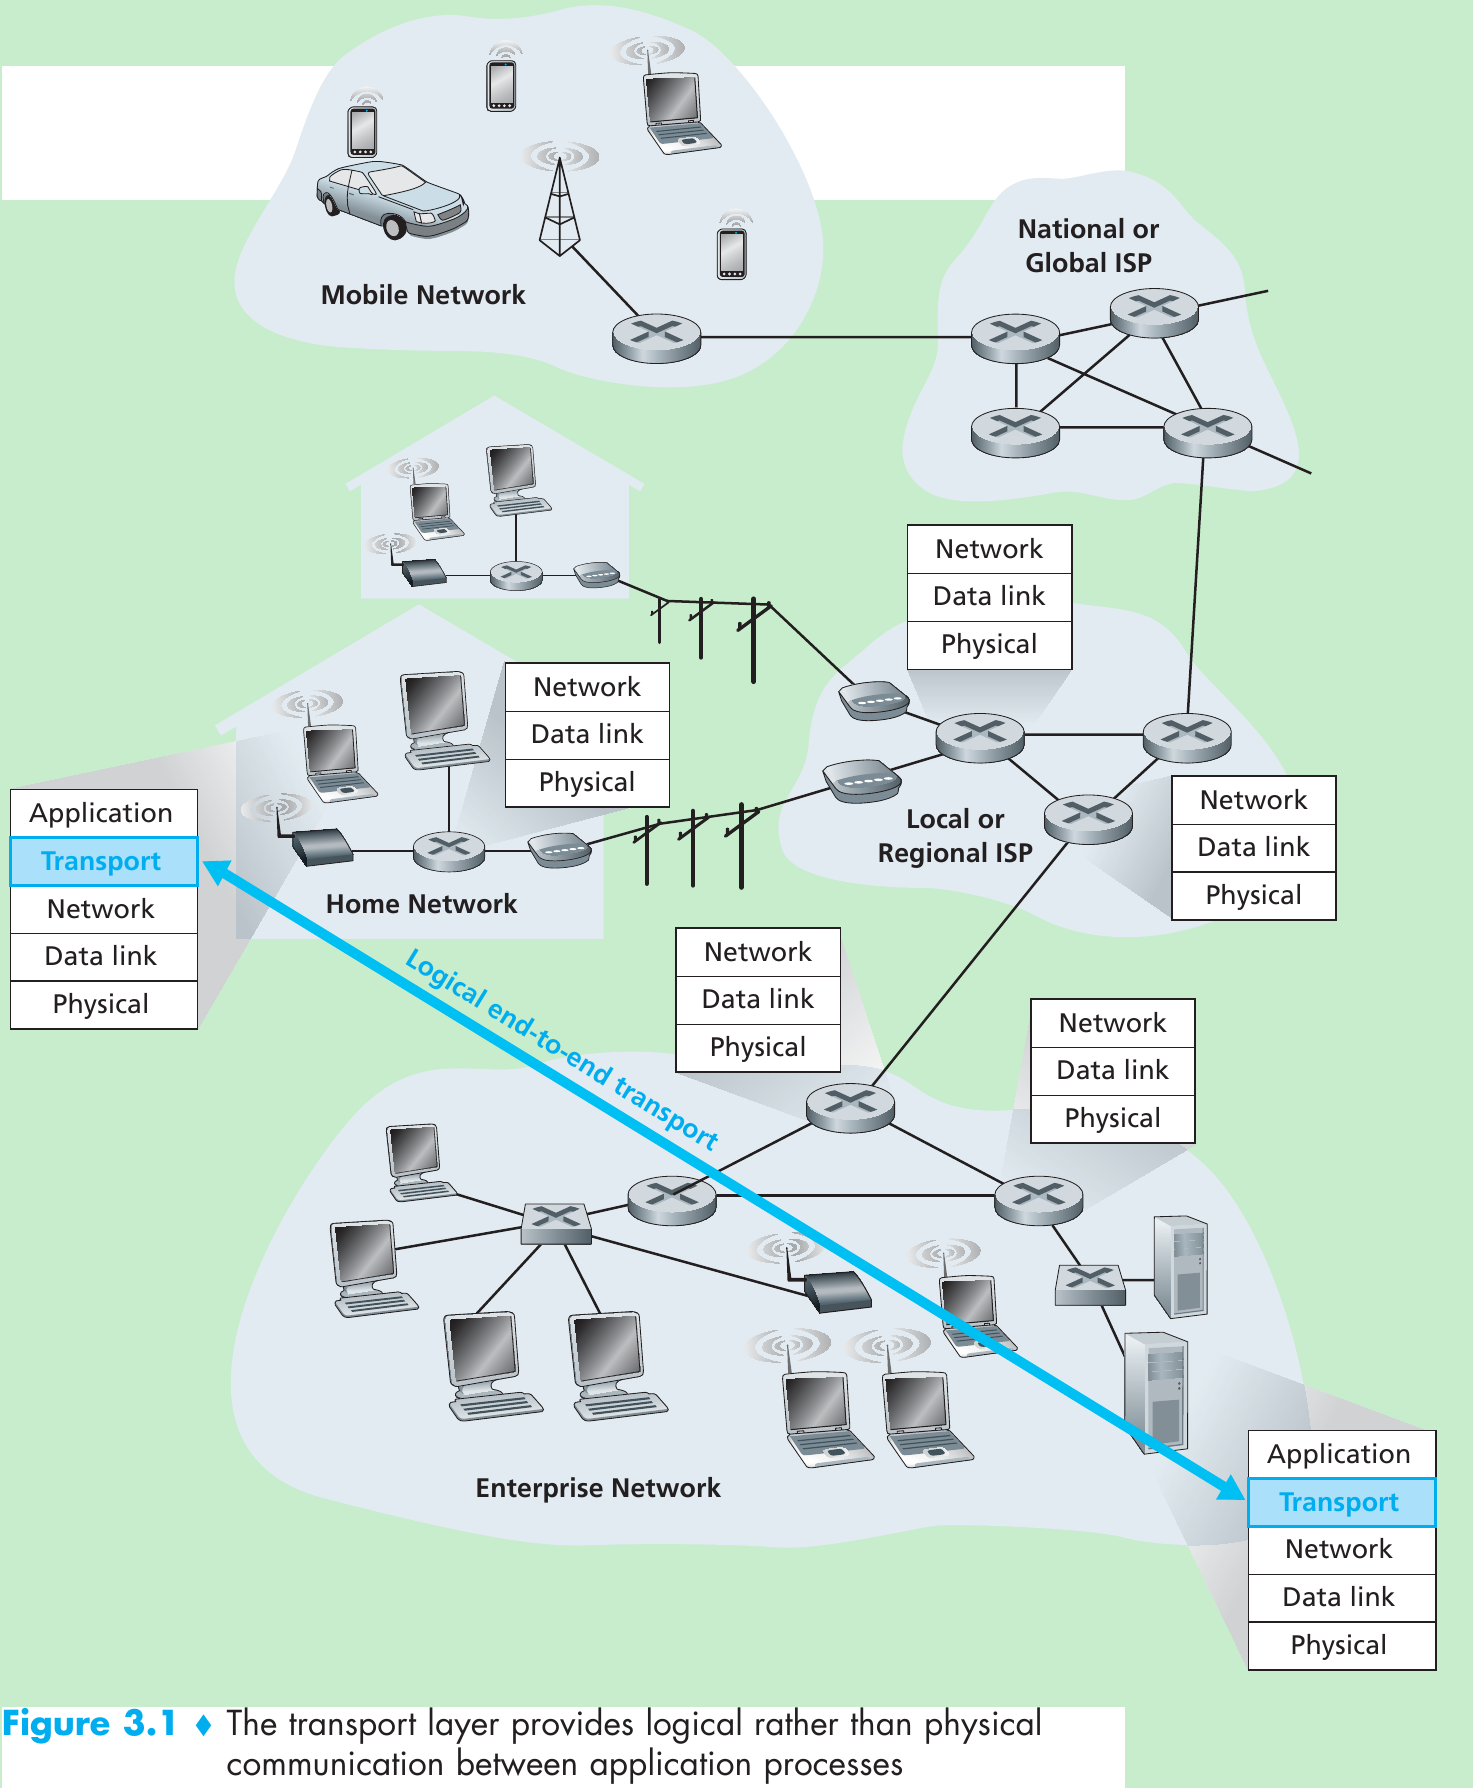 National or
Global ISP
Mobile Network
Network
Data link
Physical
Network
Data link
Physical
Application
Transport
Network
Data link
Physical
Home Network
Local or
Regional ISP
Network
Data link
Physical
Logical end-to-end transport
Network
Data link
Physical
Network
Data link
Physical
Enterprise Network
Application
Transport
Network
Data link
Physical
Figure 3.1 ♦ The transport layer provides logical rather than physical
communication between application processes